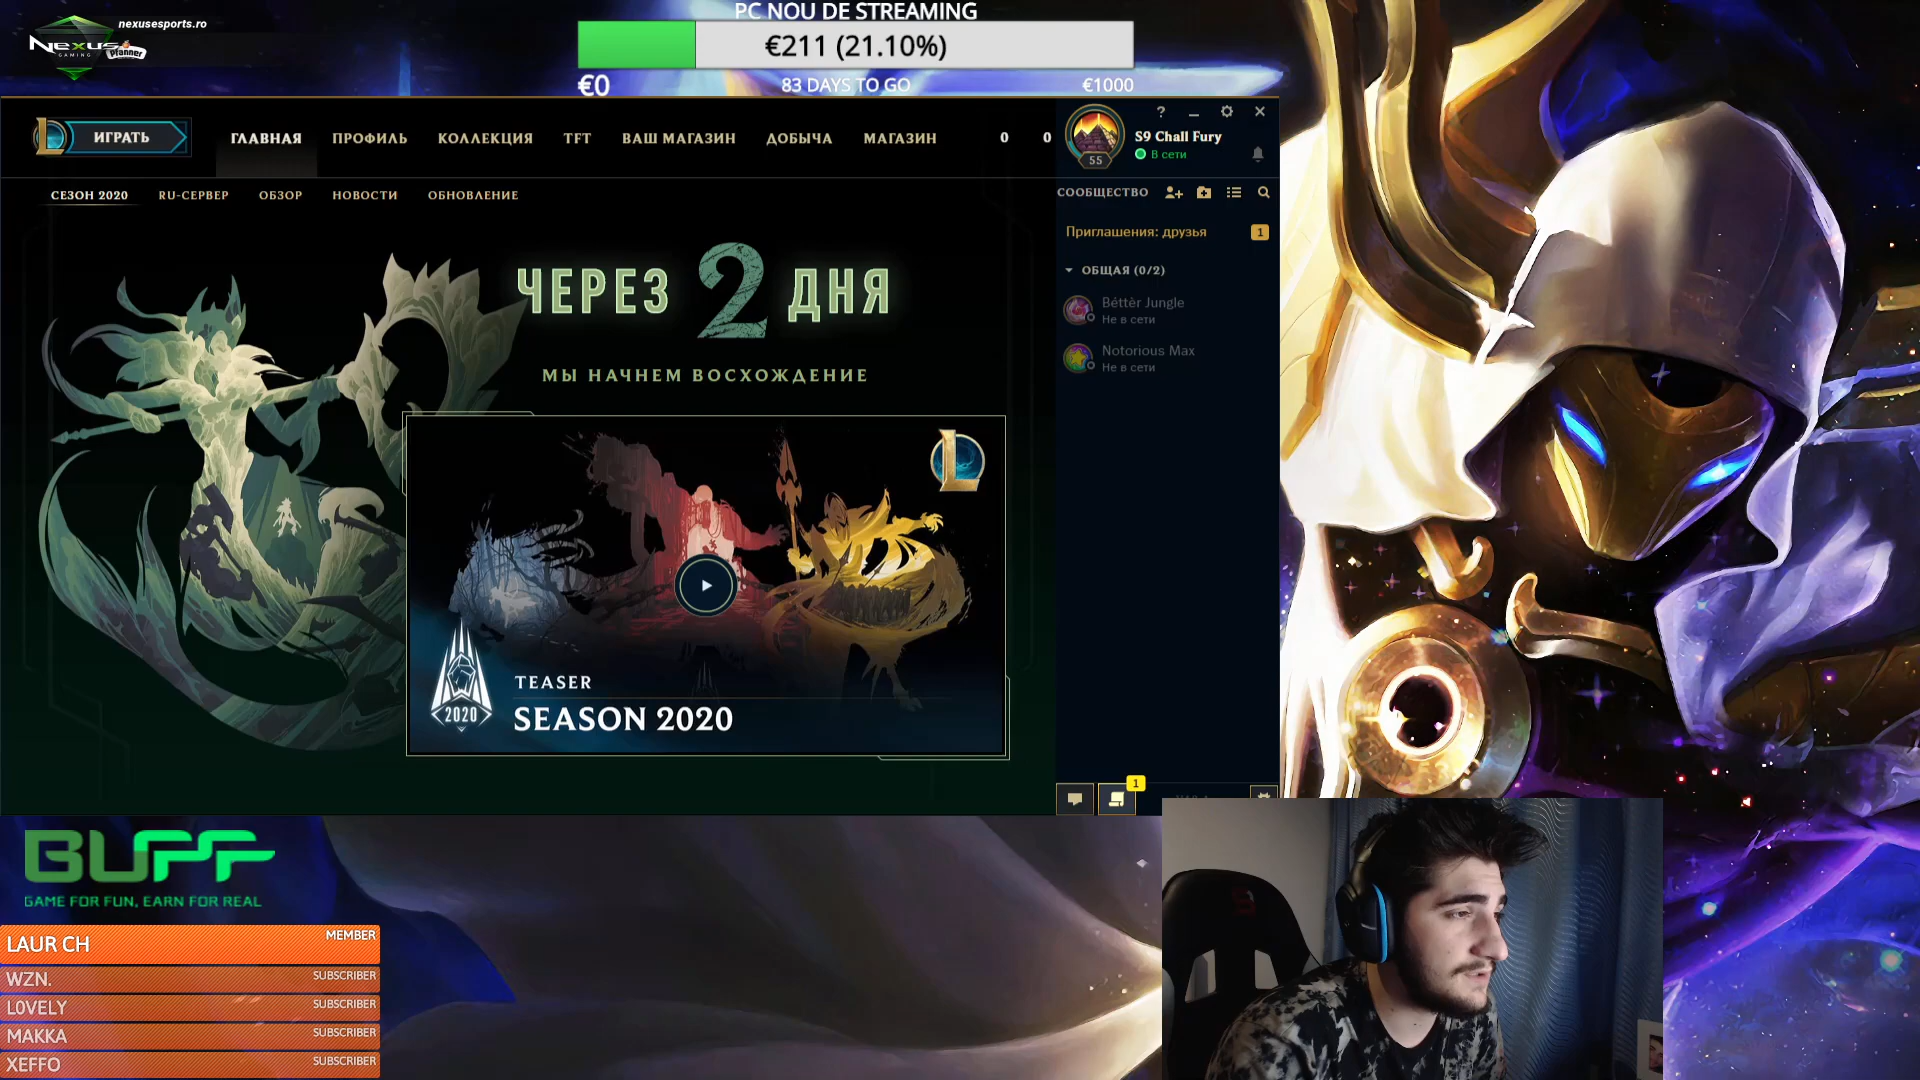 nexusesports.ro
NEXUS
GAMING
Pfanner
PC NOU DE STREAMING
€211 (21.10%)
€0
83 DAYS TO GO
€1000
ИГРАТЬ
ГЛАВНАЯ
ПРОФИЛЬ
КОЛЛЕКЦИЯ
TFT
ВАШ МАГАЗИН
ДОБЫЧА
МАГАЗИН
0
0
?
55
S9 Chall Fury
В сети
СЕЗОН 2020
RU-СЕРВЕР
ОБЗОР
НОВОСТИ
ОБНОВЛЕНИЕ
СООБЩЕСТВО
Приглашения: друзья
1
ОБЩАЯ (0/2)
Béttèr Jungle
Не в сети
Notorious Max
Не в сети
ЧЕРЕЗ 2 ДНЯ
МЫ НАЧНЕМ ВОСХОЖДЕНИЕ
2020
TEASER
SEASON 2020
1
BUFF
GAME FOR FUN, EARN FOR REAL
LAUR CH
MEMBER
WZN.
SUBSCRIBER
L0VELY
SUBSCRIBER
MAKKA
SUBSCRIBER
XEFFO
SUBSCRIBER